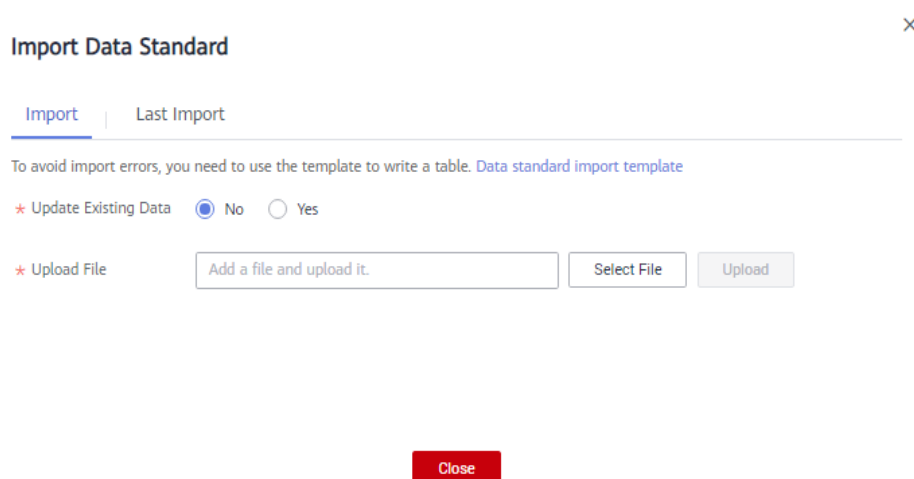 Import Data Standard
Import
Last Import
To avoid import errors, you need to use the template to write a table. Data standard import template
* Update Existing Data No Yes
* Upload File Add a file and upload it. Select File Upload
Close